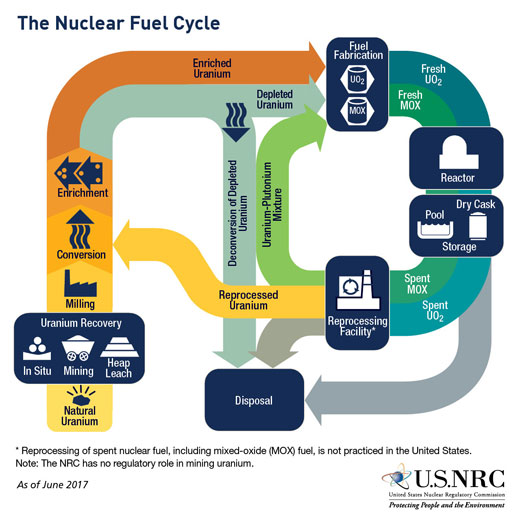 The Nuclear Fuel Cycle
Enriched
Uranium
Depleted
Uranium
Fuel
Fabrication
UO₂
MOX
Fresh
UO₂
Fresh
MOX
Reactor
Dry Cask
Pool
Storage
Enrichment
Deconversion of Depleted
Uranium
Uranium-Plutonium
Mixture
Conversion
Milling
Reprocessed
Uranium
Reprocessing
Facility*
Spent
MOX
Spent
UO₂
Uranium Recovery
In Situ
Mining
Heap
Leach
Natural
Uranium
Disposal
* Reprocessing of spent nuclear fuel, including mixed-oxide (MOX) fuel, is not practiced in the United States.
Note: The NRC has no regulatory role in mining uranium.
As of June 2017
U.S.NRC
United States Nuclear Regulatory Commission
Protecting People and the Environment